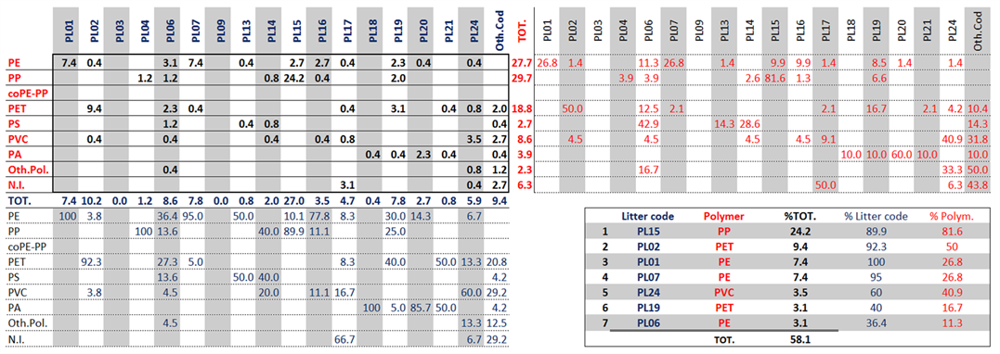 PL01 PL02 PL03 PL04 PL06 PL07 PL09 PL13 PL14 PL15 PL16 PL17 PL18 PL19 PL20 PL21 PL24 Oth.Cod TOT. PL01 PL02 PL03 PL04 PL06 PL07 PL09 PL13 PL14 PL15 PL16 PL17 PL18 PL19 PL20 PL21 PL24 Oth.Cod
PE 7.4 0.4 3.1 7.4 0.4 2.7 2.7 0.4 2.3 0.4 0.4 27.7 26.8 1.4 11.3 26.8 1.4 9.9 9.9 1.4 8.5 1.4 1.4
PP 1.2 1.2 0.8 24.2 0.4 2.0 29.7 3.9 3.9 2.6 81.6 1.3 6.6
coPE-PP
PET 9.4 2.3 0.4 0.4 3.1 0.4 0.8 2.0 18.8 50.0 12.5 2.1 2.1 16.7 2.1 4.2 10.4
PS 1.2 0.4 0.8 0.4 2.7 42.9 14.3 28.6 14.3
PVC 0.4 0.4 0.4 0.4 0.8 3.5 2.7 8.6 4.5 4.5 4.5 4.5 9.1 40.9 31.8
PA 0.4 0.4 2.3 0.4 0.4 3.9 10.0 10.0 60.0 10.0 10.0
Oth.Pol. 0.4 0.8 1.2 2.3 16.7 33.3 50.0
N.I. 3.1 0.4 2.7 6.3 50.0 6.3 43.8
TOT. 7.4 10.2 0.0 1.2 8.6 7.8 0.0 0.8 2.0 27.0 3.5 4.7 0.4 7.8 2.7 0.8 5.9 9.4
PE 100 3.8 36.4 95.0 50.0 10.1 77.8 8.3 30.0 14.3 6.7
PP 100 13.6 40.0 89.9 11.1 25.0
coPE-PP
PET 92.3 27.3 5.0 8.3 40.0 50.0 13.3 20.8
PS 13.6 50.0 40.0 4.2
PVC 3.8 4.5 20.0 11.1 16.7 60.0 29.2
PA 100 5.0 85.7 50.0 4.2
Oth.Pol. 4.5 13.3 12.5
N.I. 66.7 6.7 29.2
Litter code Polymer %TOT. % Litter code % Polym.
1 PL15 PP 24.2 89.9 81.6
2 PL02 PET 9.4 92.3 50
3 PL01 PE 7.4 100 26.8
4 PL07 PE 7.4 95 26.8
5 PL24 PVC 3.5 60 40.9
6 PL19 PET 3.1 40 16.7
7 PL06 PE 3.1 36.4 11.3
TOT. 58.1